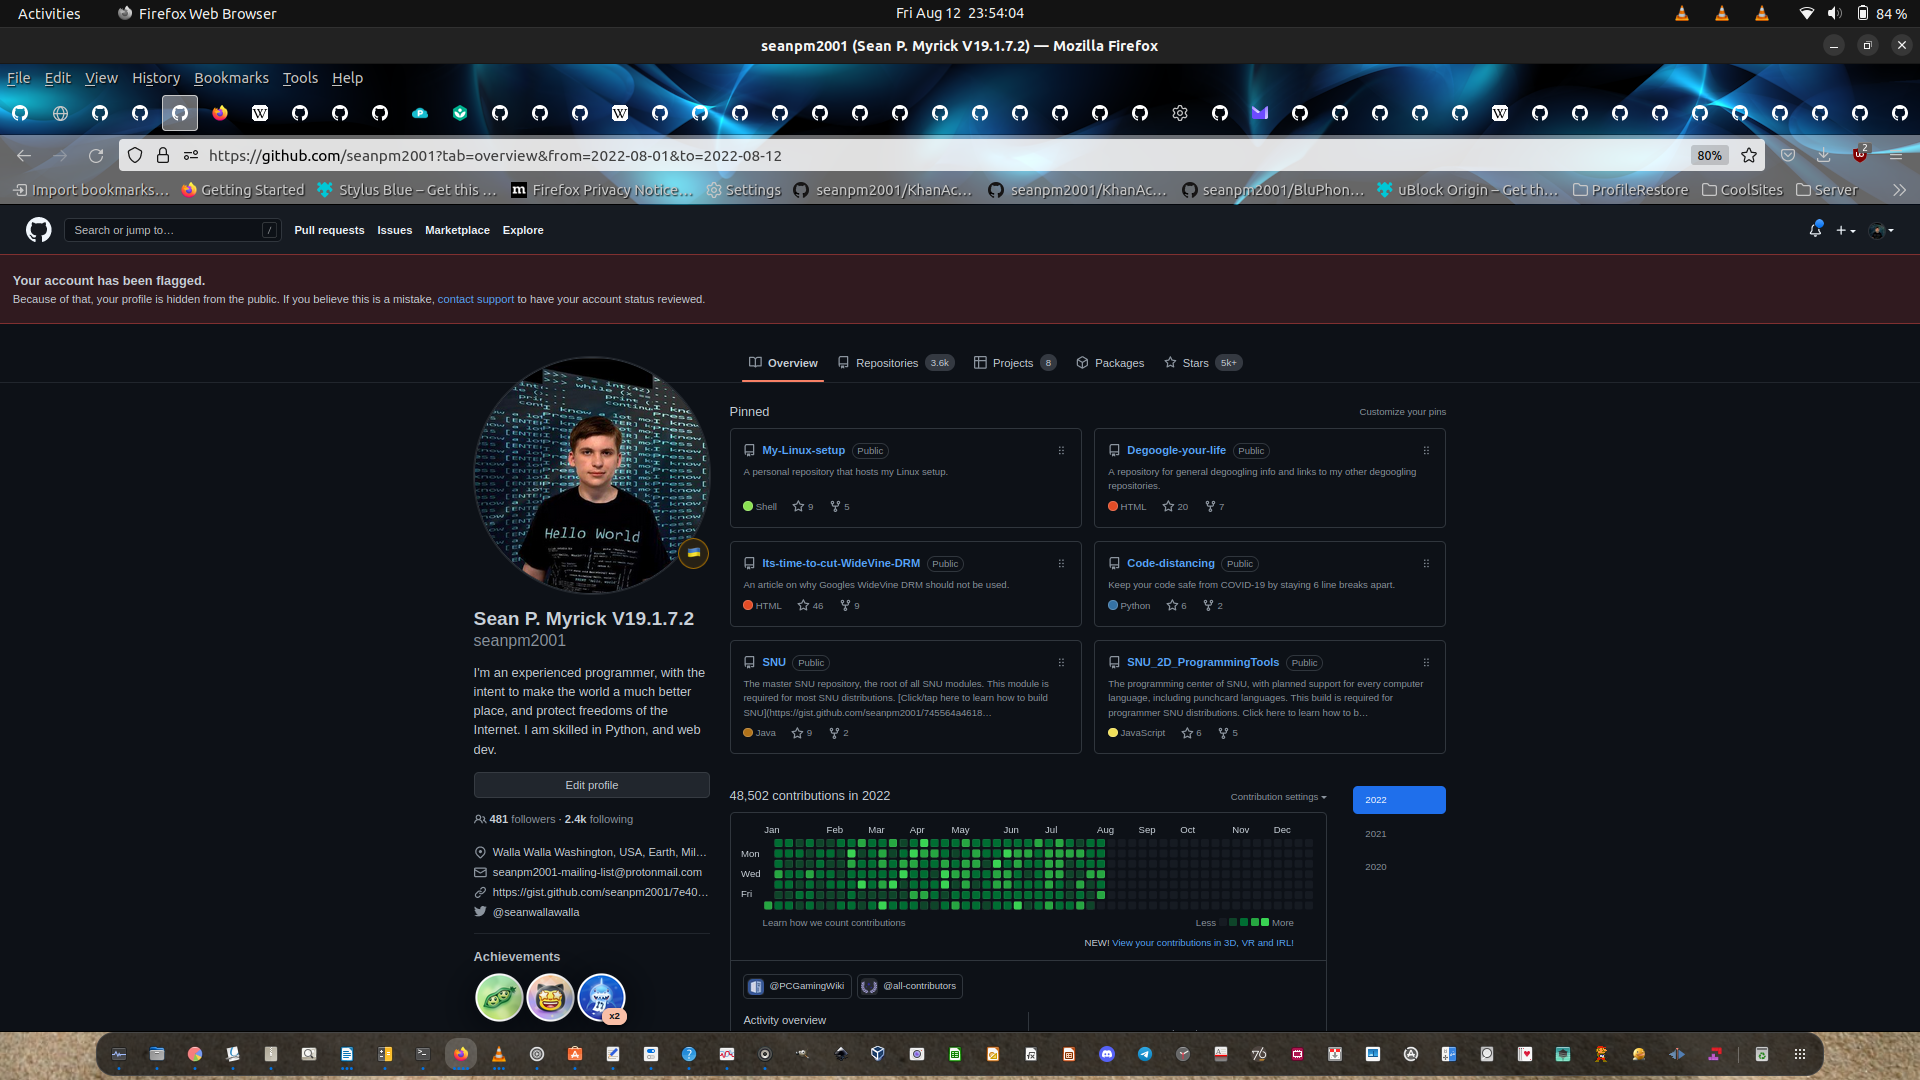 Activities
Firefox Web Browser
Fri Aug 12 23:54:04
84 %
seanpm2001 (Sean P. Myrick V19.1.7.2) — Mozilla Firefox
File Edit View History Bookmarks Tools Help
https://github.com/seanpm2001?tab=overview&from=2022-08-01&to=2022-08-12
80%
2
Import bookmarks…
Getting Started
Stylus Blue – Get this …
Firefox Privacy Notice…
Settings
seanpm2001/KhanAc…
seanpm2001/KhanAc…
seanpm2001/BluPhon…
uBlock Origin – Get th…
ProfileRestore
CoolSites
Server
Search or jump to…
/
Pull requests Issues Marketplace Explore
Your account has been flagged.
Because of that, your profile is hidden from the public. If you believe this is a mistake, contact support to have your account status reviewed.
Overview
Repositories 3.6k
Projects 8
Packages
Stars 5k+
Hello World
Sean P. Myrick V19.1.7.2
seanpm2001
I'm an experienced programmer, with the
intent to make the world a much better
place, and protect freedoms of the
Internet. I am skilled in Python, and web
dev.
Edit profile
481 followers · 2.4k following
Walla Walla Washington, USA, Earth, Mil…
seanpm2001-mailing-list@protonmail.com
https://gist.github.com/seanpm2001/7e40…
@seanwallawalla
Achievements
x2
Pinned
Customize your pins
My-Linux-setup Public
A personal repository that hosts my Linux setup.
Shell 9 5
Degoogle-your-life Public
A repository for general degoogling info and links to my other degoogling
repositories.
HTML 20 7
Its-time-to-cut-WideVine-DRM Public
An article on why Googles WideVine DRM should not be used.
HTML 46 9
Code-distancing Public
Keep your code safe from COVID-19 by staying 6 line breaks apart.
Python 6 2
SNU Public
The master SNU repository, the root of all SNU modules. This module is
required for most SNU distributions. [Click/tap here to learn how to build
SNU](https://gist.github.com/seanpm2001/745564a4618…
Java 9 2
SNU_2D_ProgrammingTools Public
The programming center of SNU, with planned support for every computer
language, including punchcard languages. This build is required for
programmer SNU distributions. Click here to learn how to b…
JavaScript 6 5
48,502 contributions in 2022
Contribution settings
2022
2021
2020
Jan Feb Mar Apr May Jun Jul Aug Sep Oct Nov Dec
Mon
Wed
Fri
Learn how we count contributions
Less More
NEW! View your contributions in 3D, VR and IRL!
@PCGamingWiki
@all-contributors
Activity overview